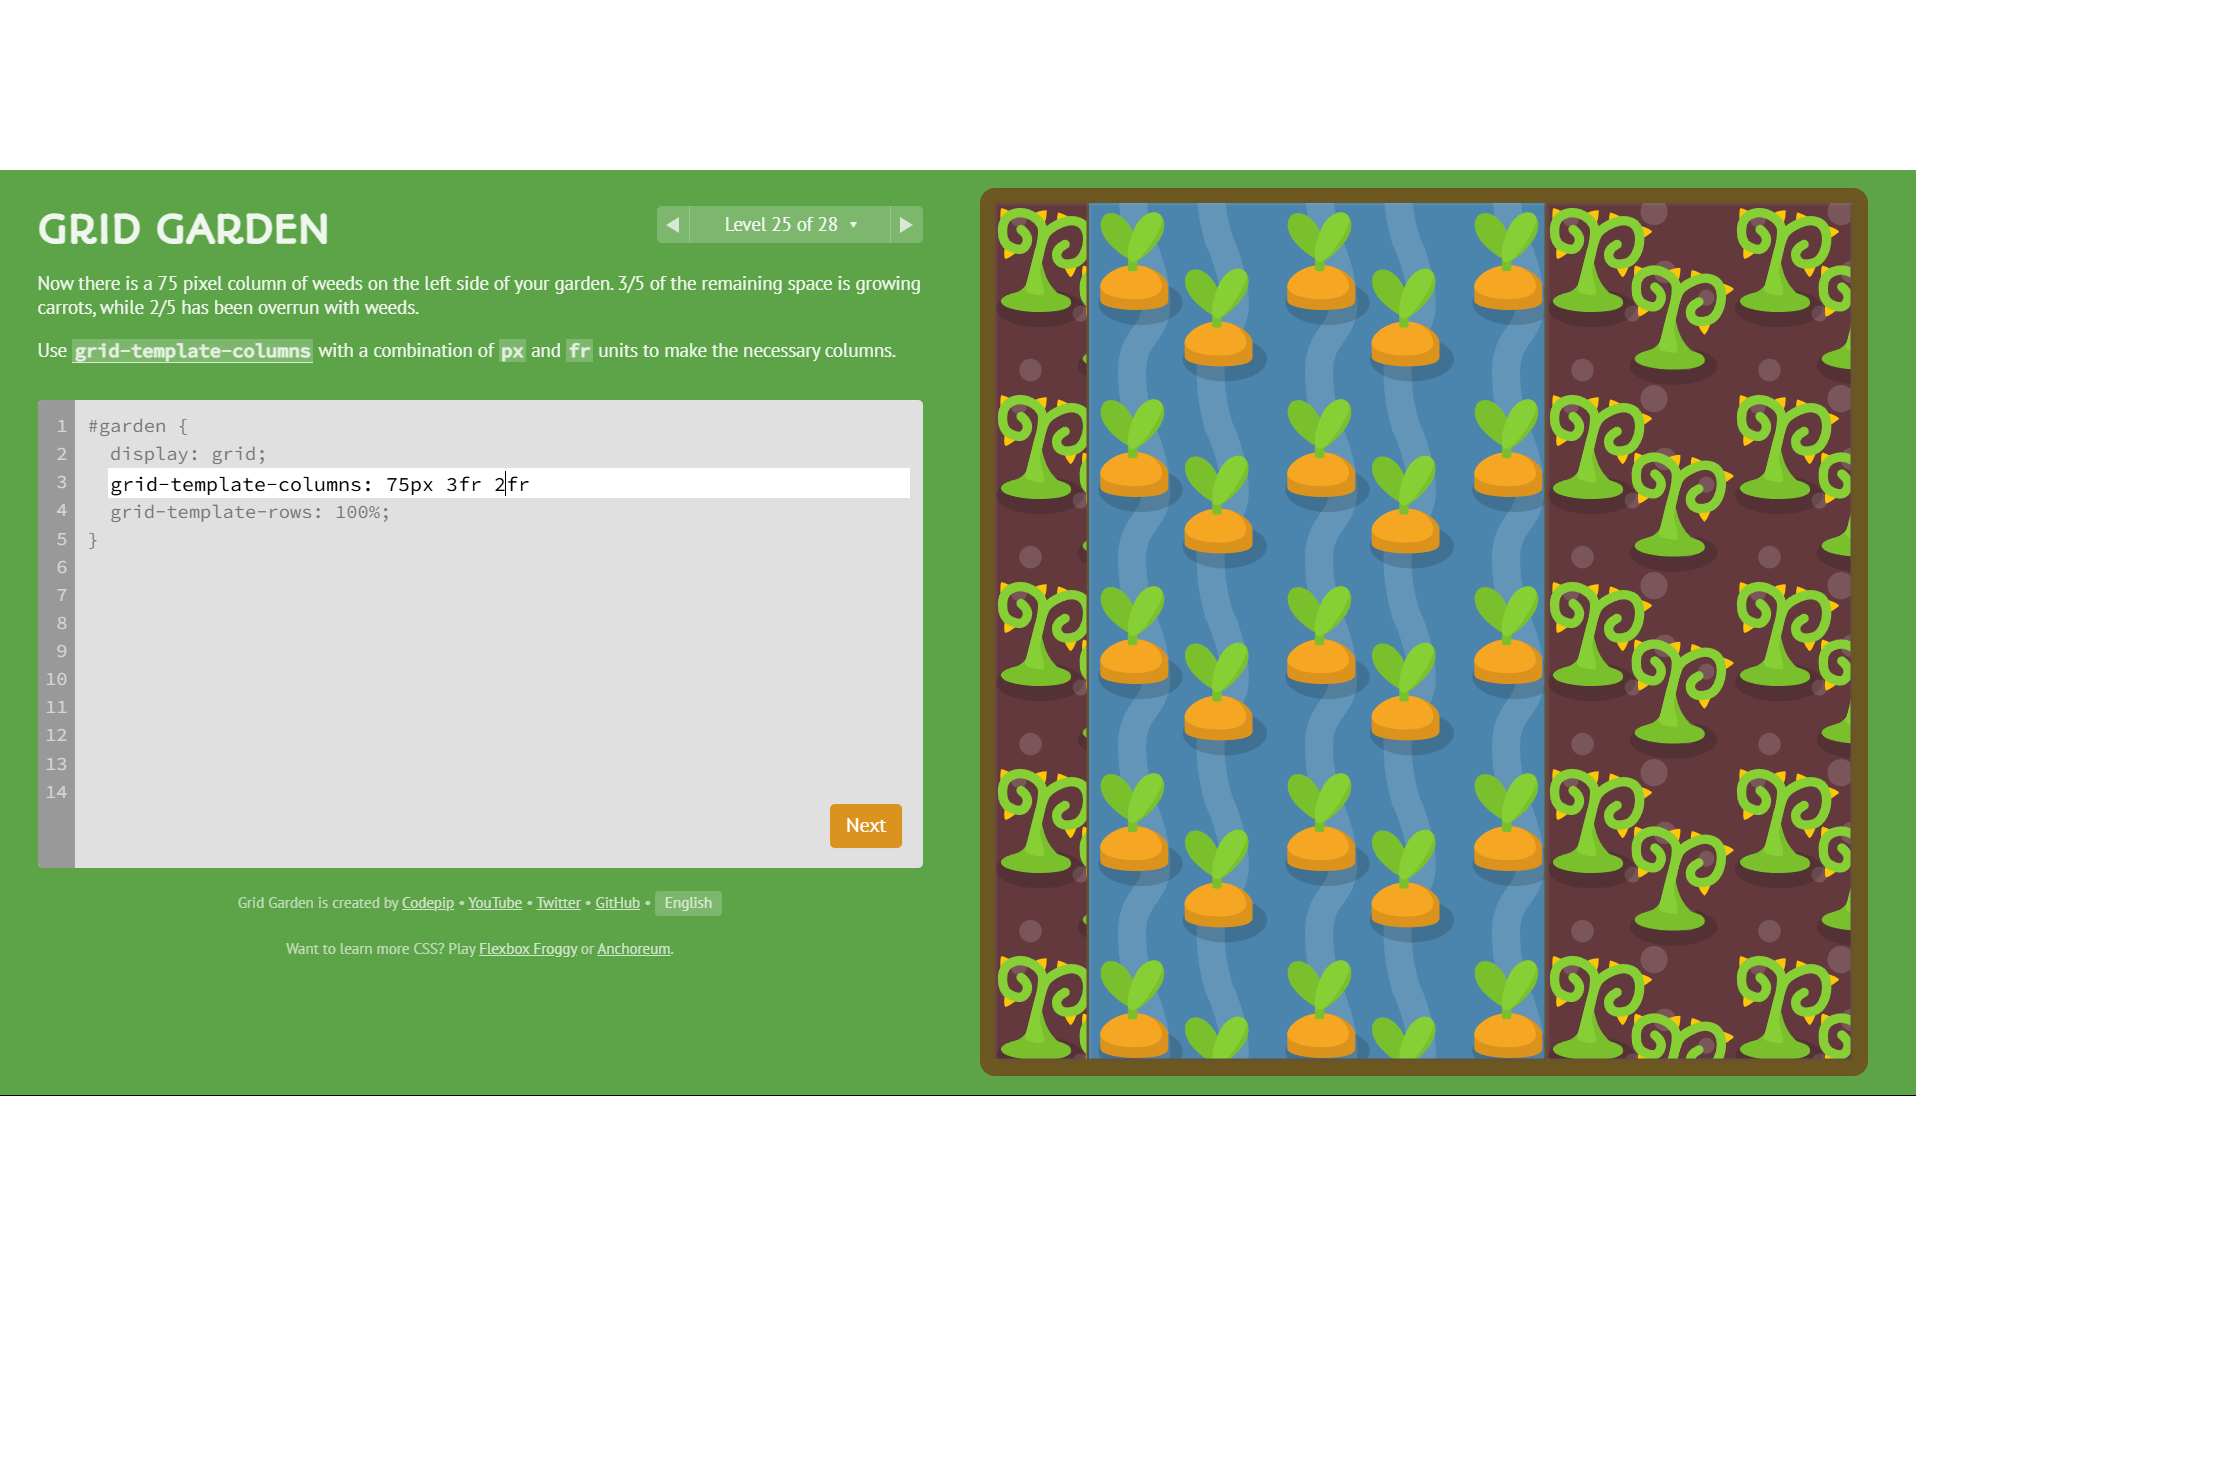 GRID GARDEN
◀ Level 25 of 28 ▾ ▶
Now there is a 75 pixel column of weeds on the left side of your garden. 3/5 of the remaining space is growing
carrots, while 2/5 has been overrun with weeds.
Use grid-template-columns with a combination of px and fr units to make the necessary columns.
1 #garden {
2 display: grid;
3 grid-template-columns: 75px 3fr 2fr
4 grid-template-rows: 100%;
5 }
6
7
8
9
10
11
12
13
14
Next
Grid Garden is created by Codepip • YouTube • Twitter • GitHub • English
Want to learn more CSS? Play Flexbox Froggy or Anchoreum.